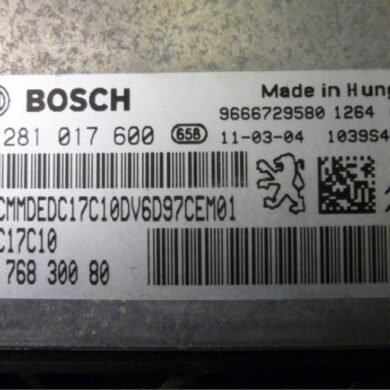 BOSCH Made in Hung
9666729580 1264
281 017 600 658 11-03-04 1039S4
CMMDEDC17C10DV6D97CEM01
C17C10
768 300 80